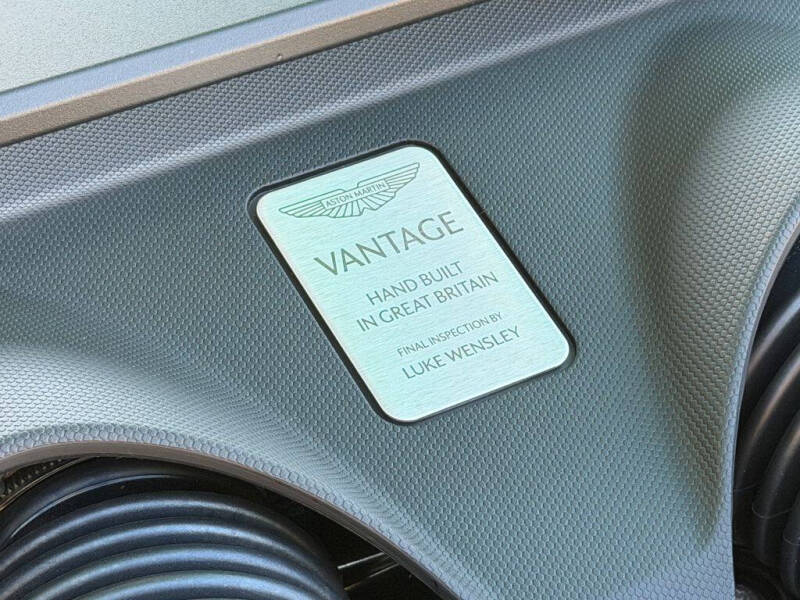 ASTON MARTIN
VANTAGE
HAND BUILT
IN GREAT BRITAIN
FINAL INSPECTION BY
LUKE WENSLEY